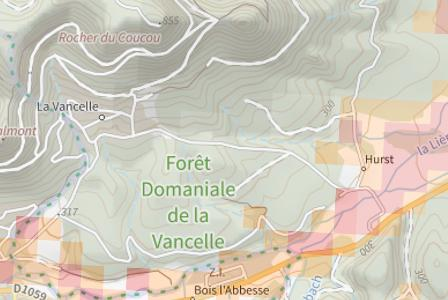 855
Rocher du Coucou
La Vancelle
300
almont
la Liè
Hurst
Forêt
Domaniale
de la
Vancelle
317
300
D1059
Z.I.
Bois l'Abbesse
bach